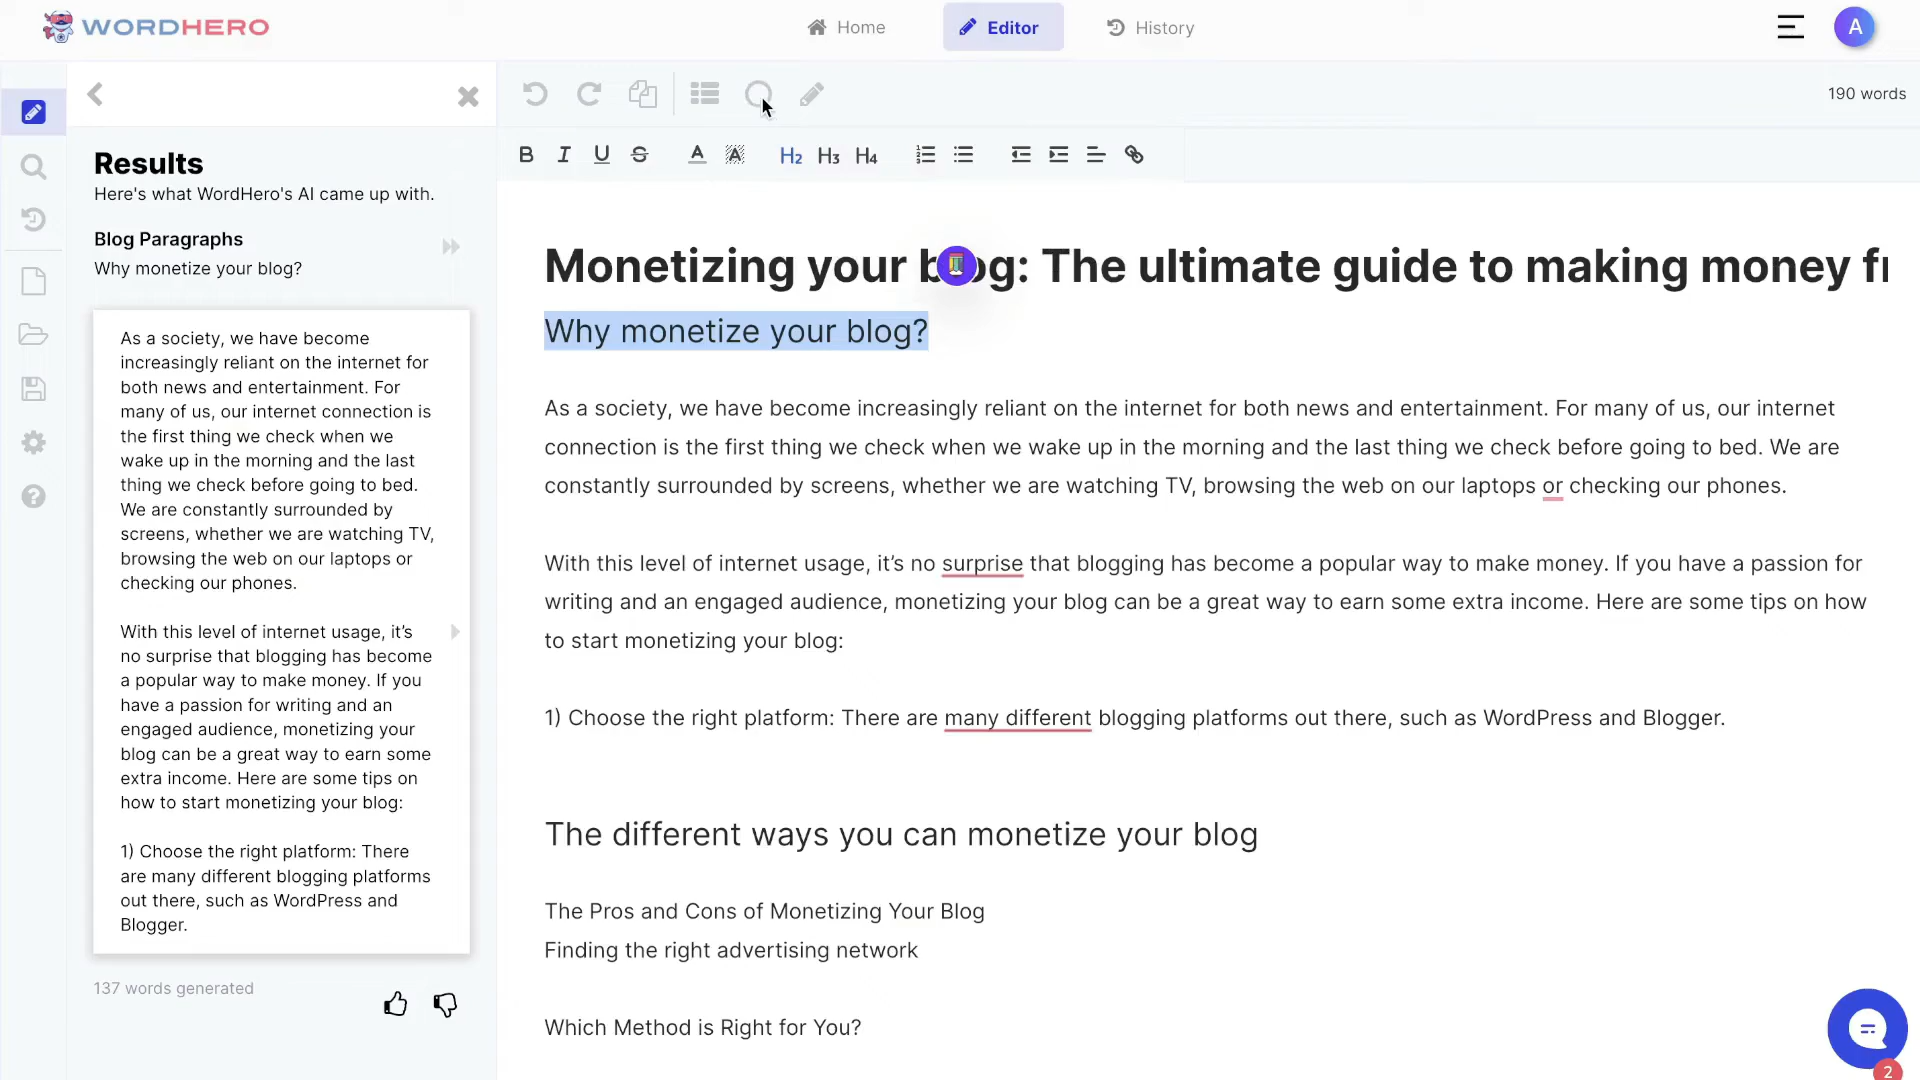 WORDHERO
Home
Editor
History
A
190 words
B I U S A A H2 H3 H4
Results
Here's what WordHero's AI came up with.
Blog Paragraphs
Why monetize your blog?
As a society, we have become
increasingly reliant on the internet for
both news and entertainment. For
many of us, our internet connection is
the first thing we check when we
wake up in the morning and the last
thing we check before going to bed.
We are constantly surrounded by
screens, whether we are watching TV,
browsing the web on our laptops or
checking our phones.
With this level of internet usage, it’s
no surprise that blogging has become
a popular way to make money. If you
have a passion for writing and an
engaged audience, monetizing your
blog can be a great way to earn some
extra income. Here are some tips on
how to start monetizing your blog:
1) Choose the right platform: There
are many different blogging platforms
out there, such as WordPress and
Blogger.
137 words generated
Monetizing your blog: The ultimate guide to making money
Why monetize your blog?
As a society, we have become increasingly reliant on the internet for both news and entertainment. For many of us, our internet
connection is the first thing we check when we wake up in the morning and the last thing we check before going to bed. We are
constantly surrounded by screens, whether we are watching TV, browsing the web on our laptops or checking our phones.
With this level of internet usage, it’s no surprise that blogging has become a popular way to make money. If you have a passion for
writing and an engaged audience, monetizing your blog can be a great way to earn some extra income. Here are some tips on how
to start monetizing your blog:
1) Choose the right platform: There are many different blogging platforms out there, such as WordPress and Blogger.
The different ways you can monetize your blog
The Pros and Cons of Monetizing Your Blog
Finding the right advertising network
Which Method is Right for You?
2